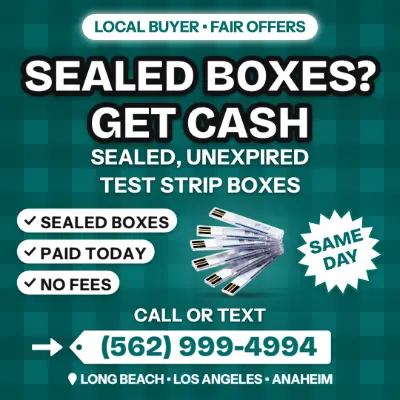 LOCAL BUYER • FAIR OFFERS
SEALED BOXES?
GET CASH
SEALED, UNEXPIRED
TEST STRIP BOXES
SEALED BOXES
PAID TODAY
NO FEES
SAME
DAY
CALL OR TEXT
(562) 999-4994
LONG BEACH • LOS ANGELES • ANAHEIM